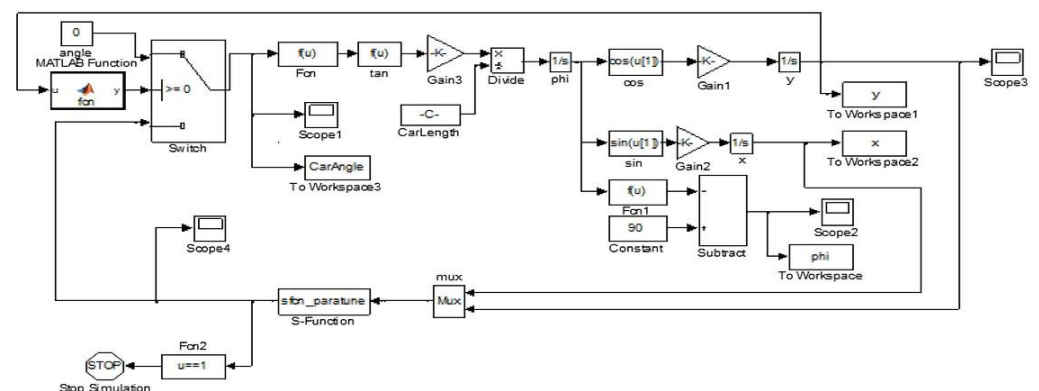 0
angle
MATLAB Function
u
y
fcn
>= 0
Switch
f(u)
Fcn
f(u)
tan
-K-
Gain3
×
÷
Divide
1/s
phi
cos(u[1])
cos
-K-
Gain1
1/s
y
Scope3
y
To Workspace1
-C-
CarLength
Scope1
CarAngle
To Workspace3
sin(u[1])
sin
-K-
Gain2
1/s
x
x
To Workspace2
f(u)
Fcn1
90
Constant
-
+
Subtract
Scope2
phi
To Workspace
Scope4
sfcn_paratune
S-Function
mux
Mux
Fcn2
u==1
STOP
Stop Simulation